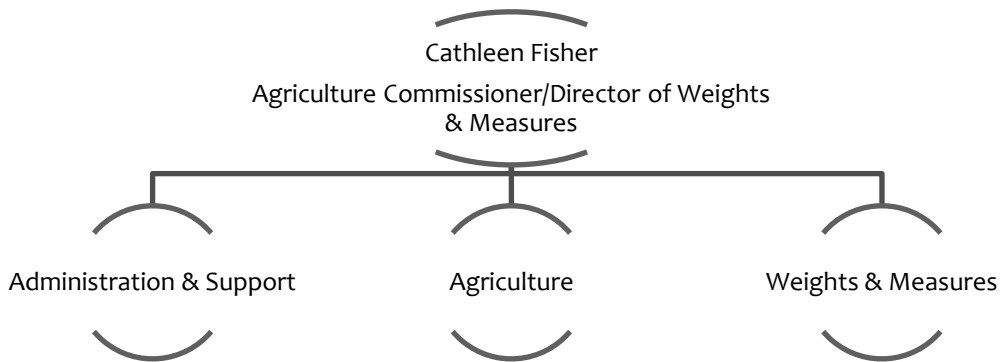 Cathleen Fisher
Agriculture Commissioner/Director of Weights
& Measures
Administration & Support
Agriculture
Weights & Measures